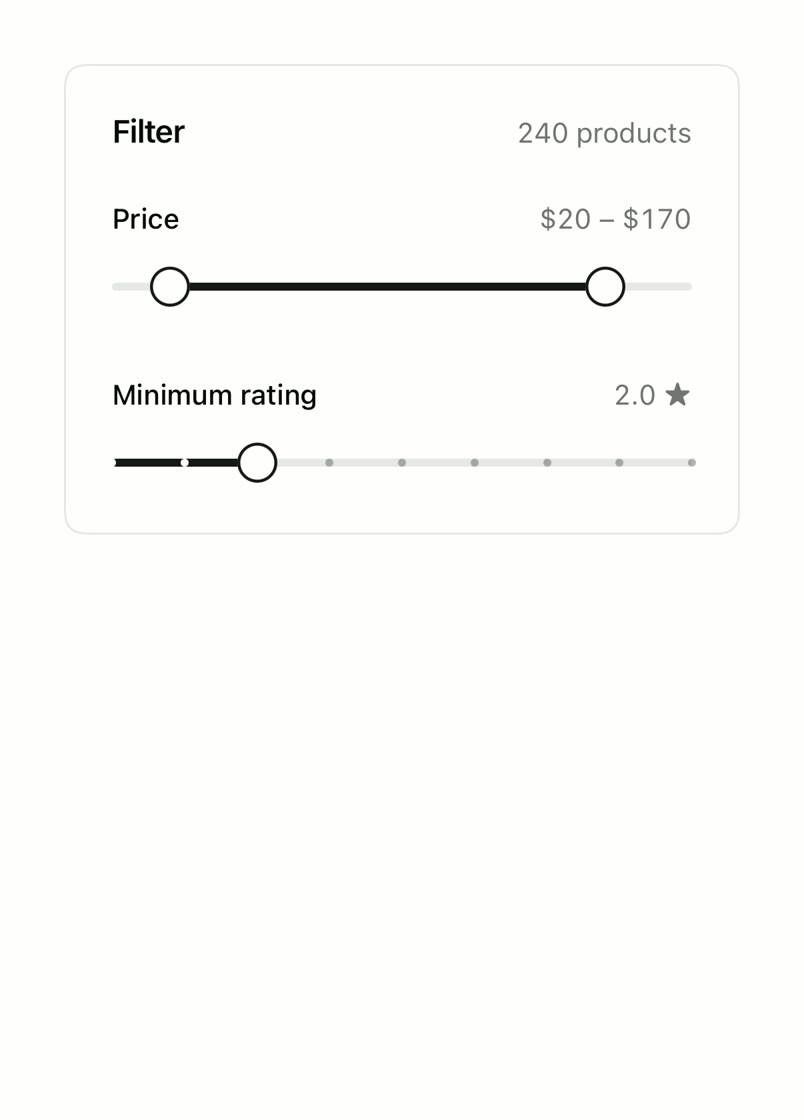 Filter 240 products
Price $20 – $170
Minimum rating 2.0 ★